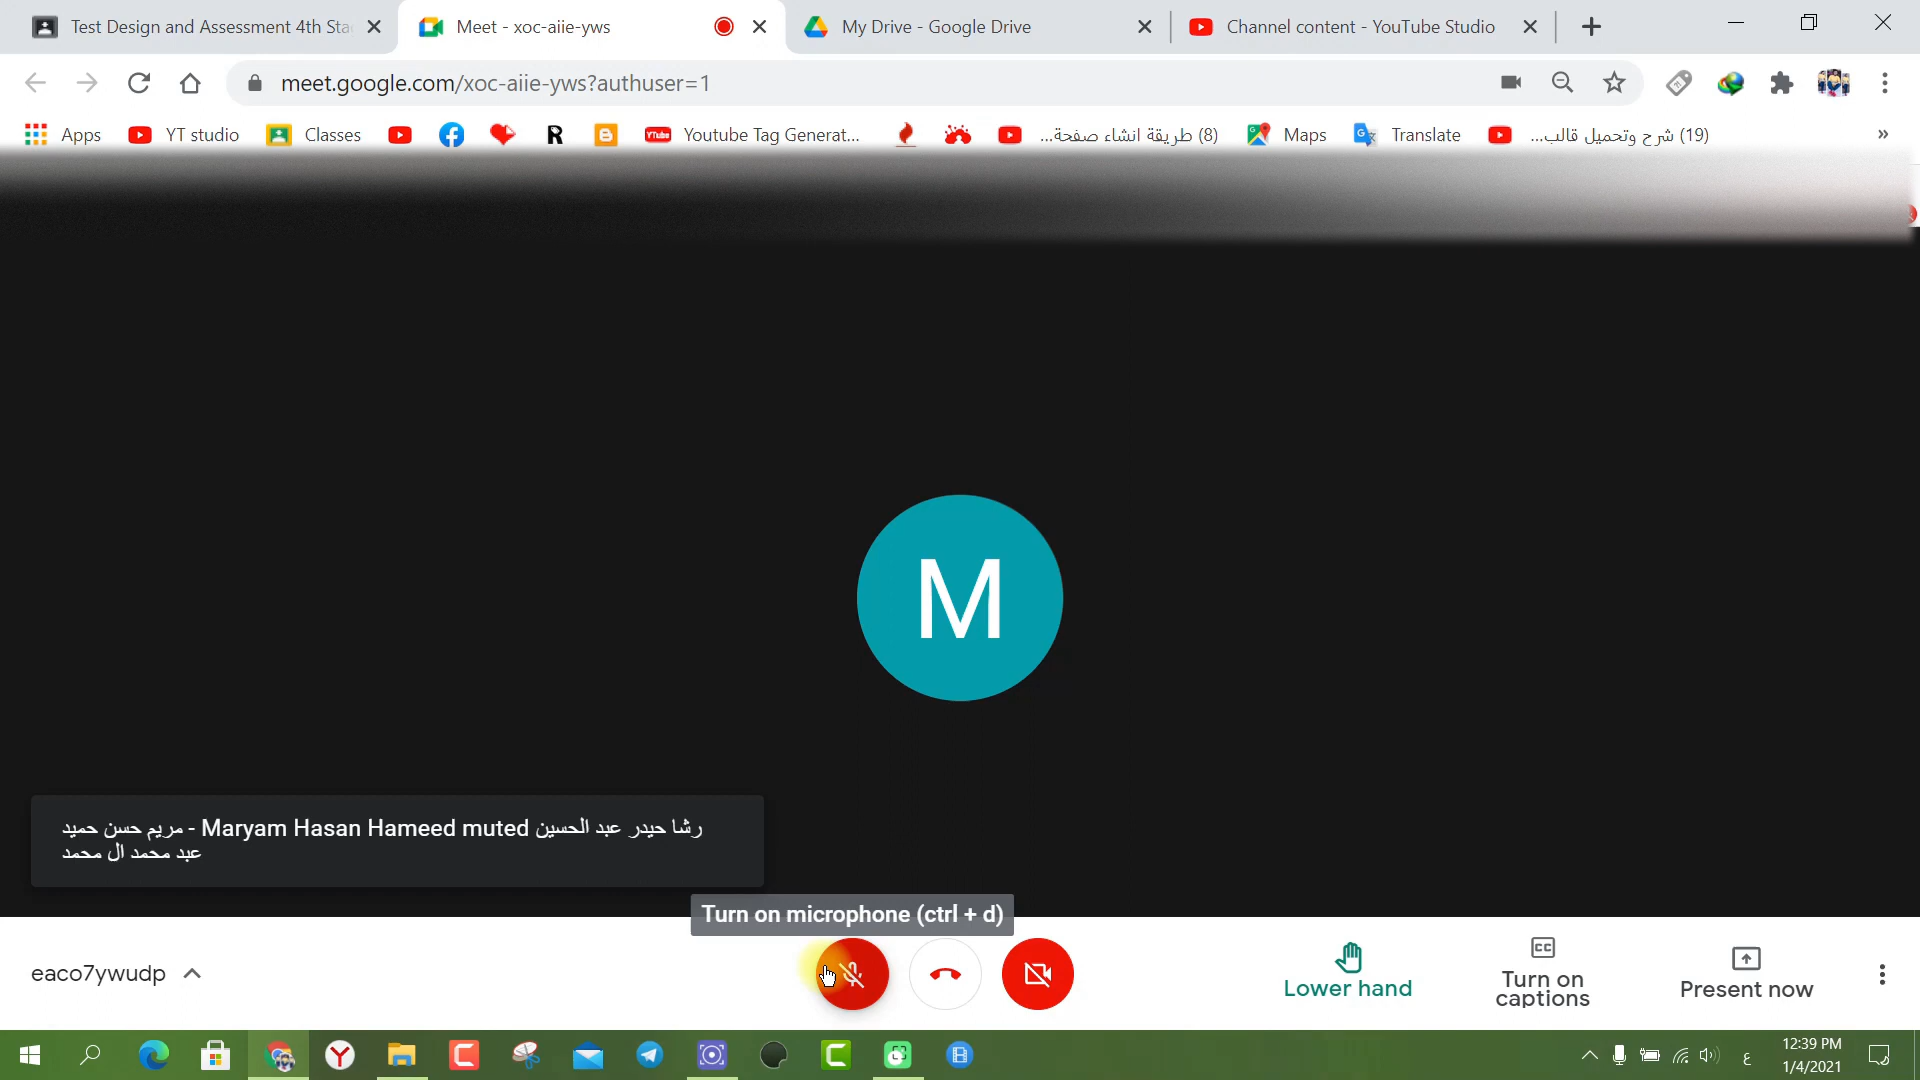 Test Design and Assessment 4th Sta
Meet - xoc-aiie-yws
My Drive - Google Drive
Channel content - YouTube Studio
meet.google.com/xoc-aiie-yws?authuser=1
Apps
YT studio
Classes
R
YTube
Youtube Tag Generat...
(8) طريقة انشاء صفحة...
Maps
Translate
(19) شرح وتحميل قالب...
M
مريم حسن حميد - Maryam Hasan Hameed muted رشا حيدر عبد الحسين
عبد محمد ال محمد
Turn on microphone (ctrl + d)
eaco7ywudp
Lower hand
CC
Turn on
captions
Present now
ع
12:39 PM
1/4/2021